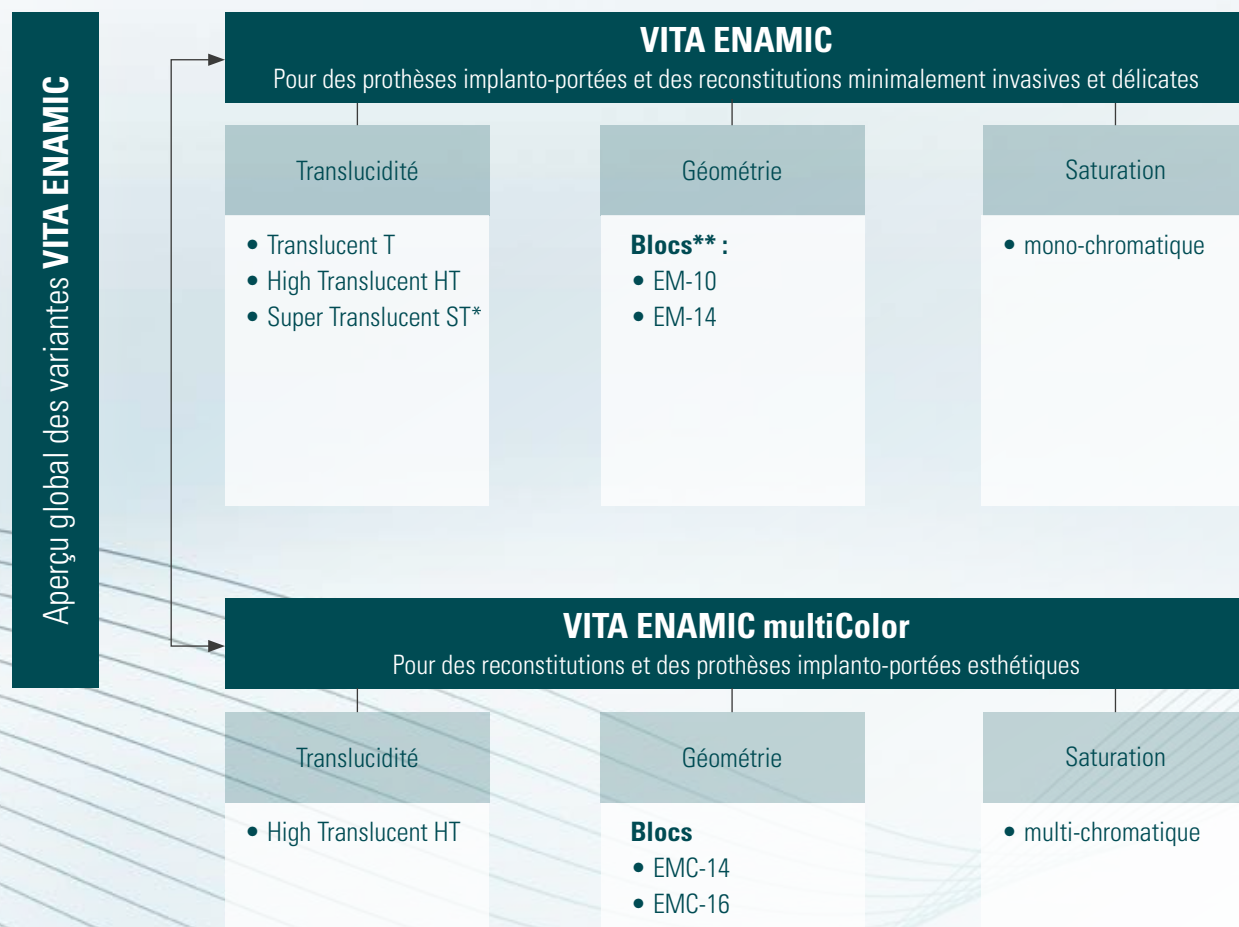 Aperçu global des variantes VITA ENAMIC
VITA ENAMIC
Pour des prothèses implanto-portées et des reconstitutions minimalement invasives et délicates
Translucidité
• Translucent T
• High Translucent HT
• Super Translucent ST*
Géométrie
Blocs** :
• EM-10
• EM-14
Saturation
• mono-chromatique
VITA ENAMIC multiColor
Pour des reconstitutions et des prothèses implanto-portées esthétiques
Translucidité
• High Translucent HT
Géométrie
Blocs
• EMC-14
• EMC-16
Saturation
• multi-chromatique